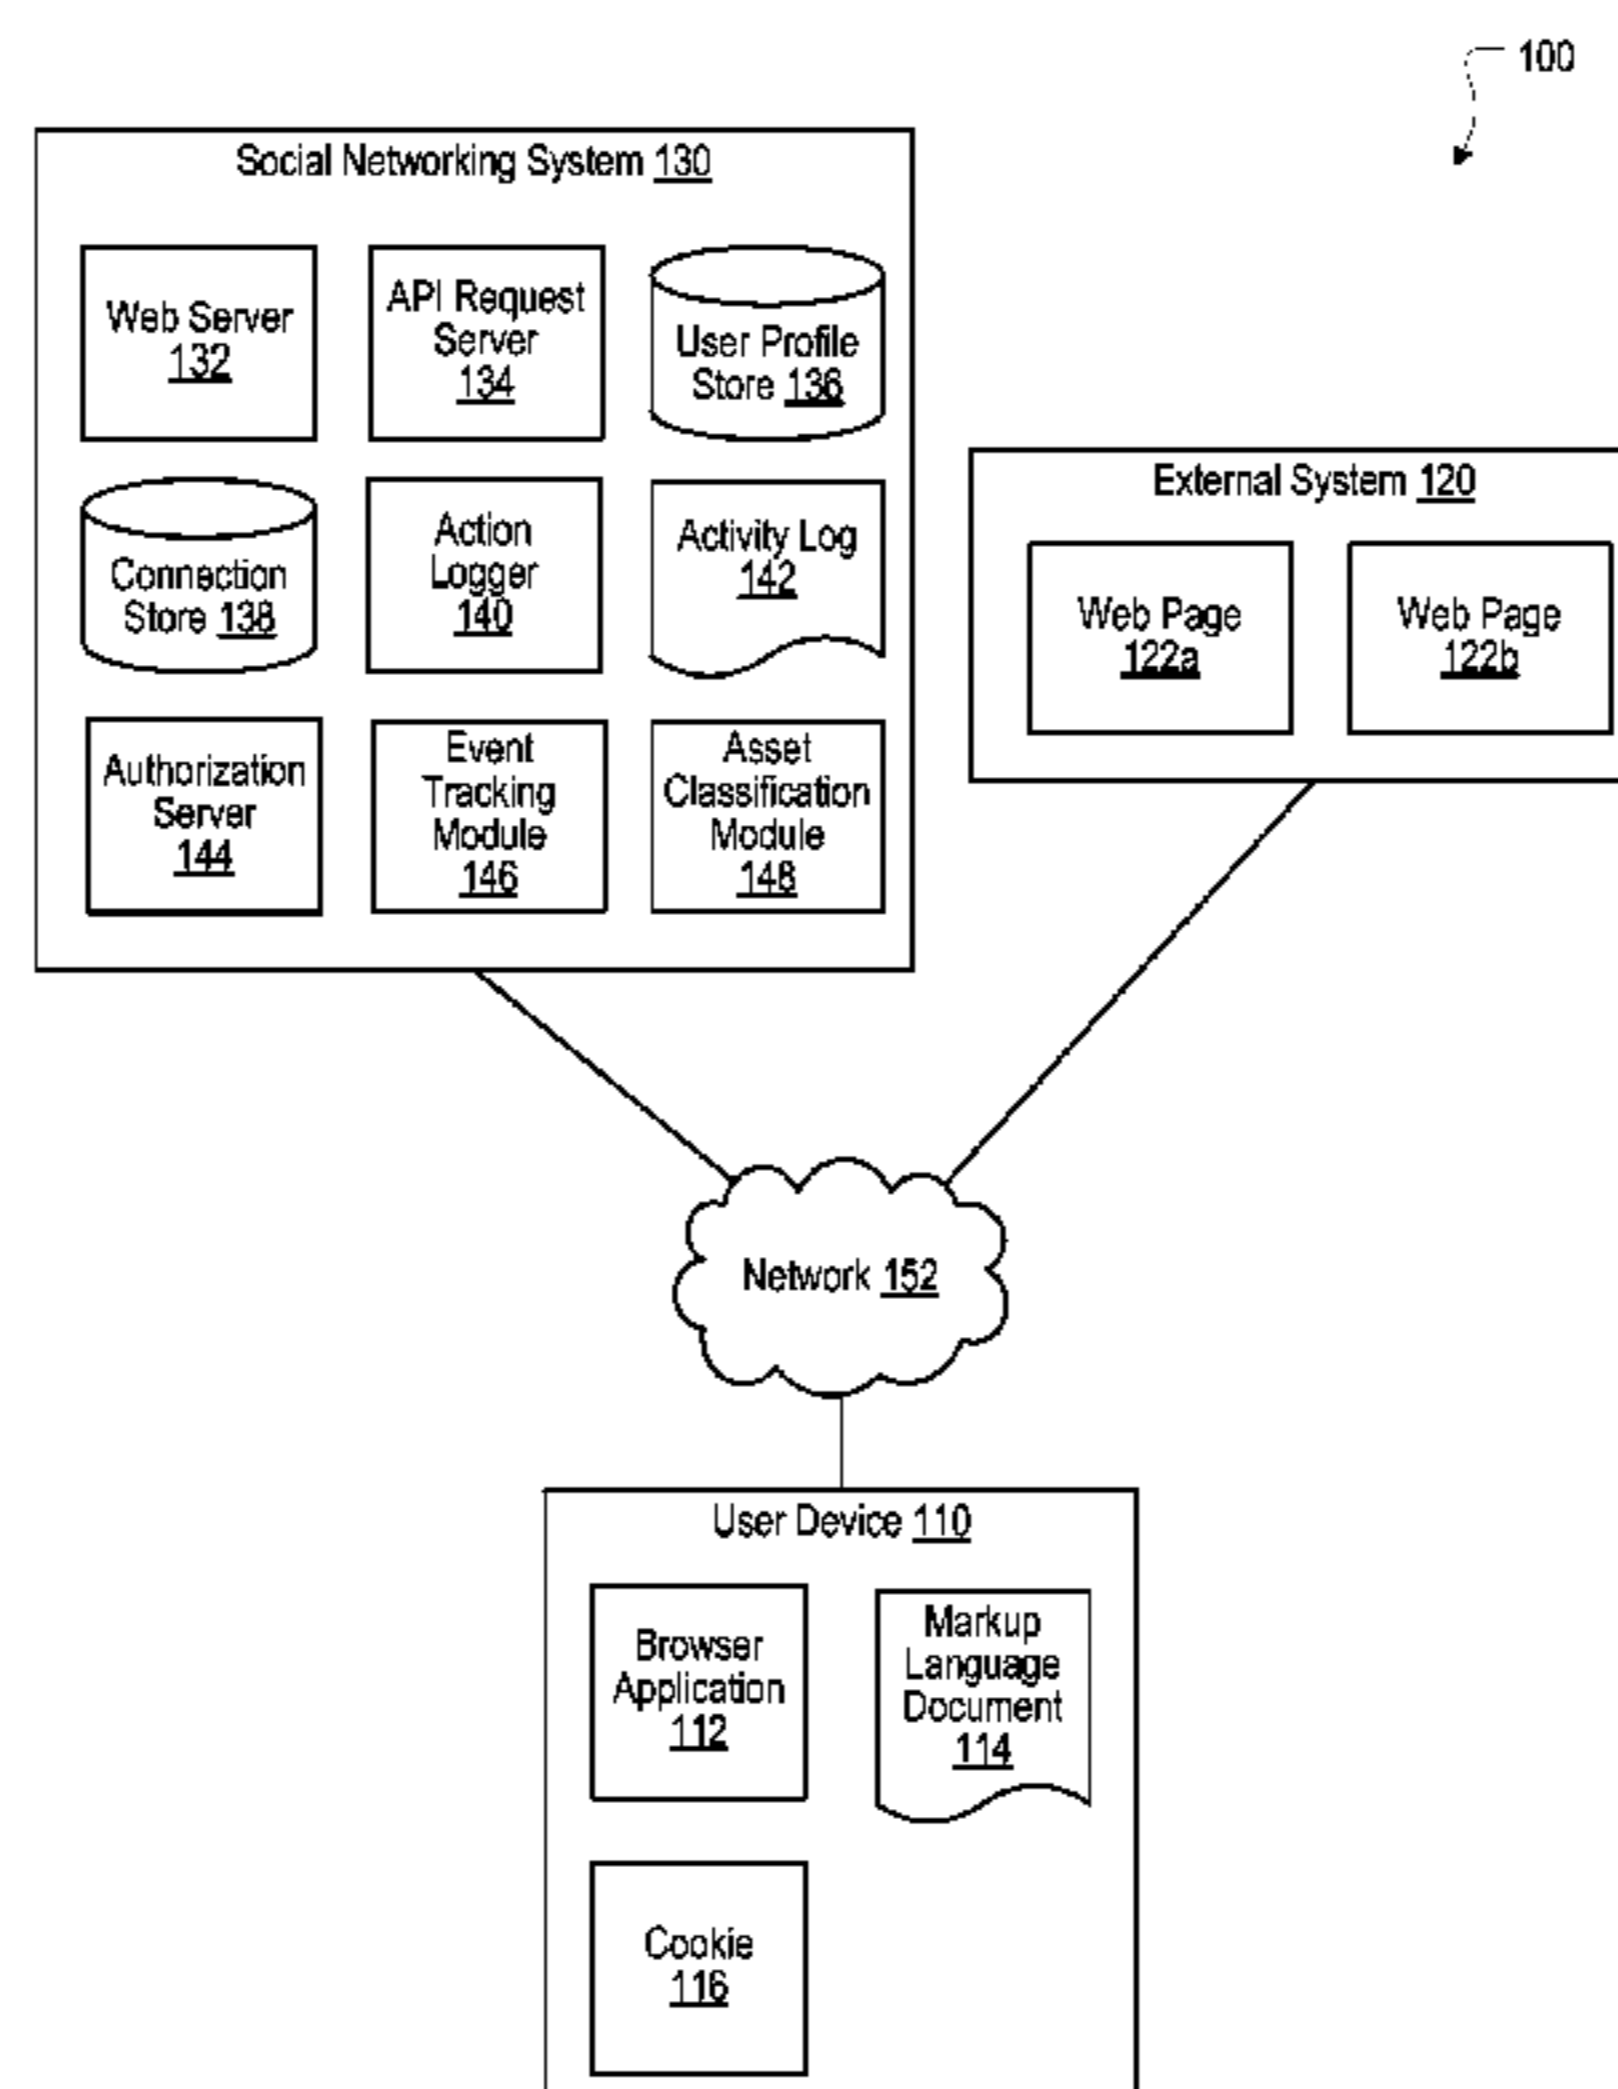 100
Social Networking System 130
Web Server
132
API Request
Server
134
User Profile
Store 136
Connection
Store 138
Action
Logger
140
Activity Log
142
Authorization
Server
144
Event
Tracking
Module
146
Asset
Classification
Module
148
External System 120
Web Page
122a
Web Page
122b
Network 152
User Device 110
Browser
Application
112
Markup
Language
Document
114
Cookie
116